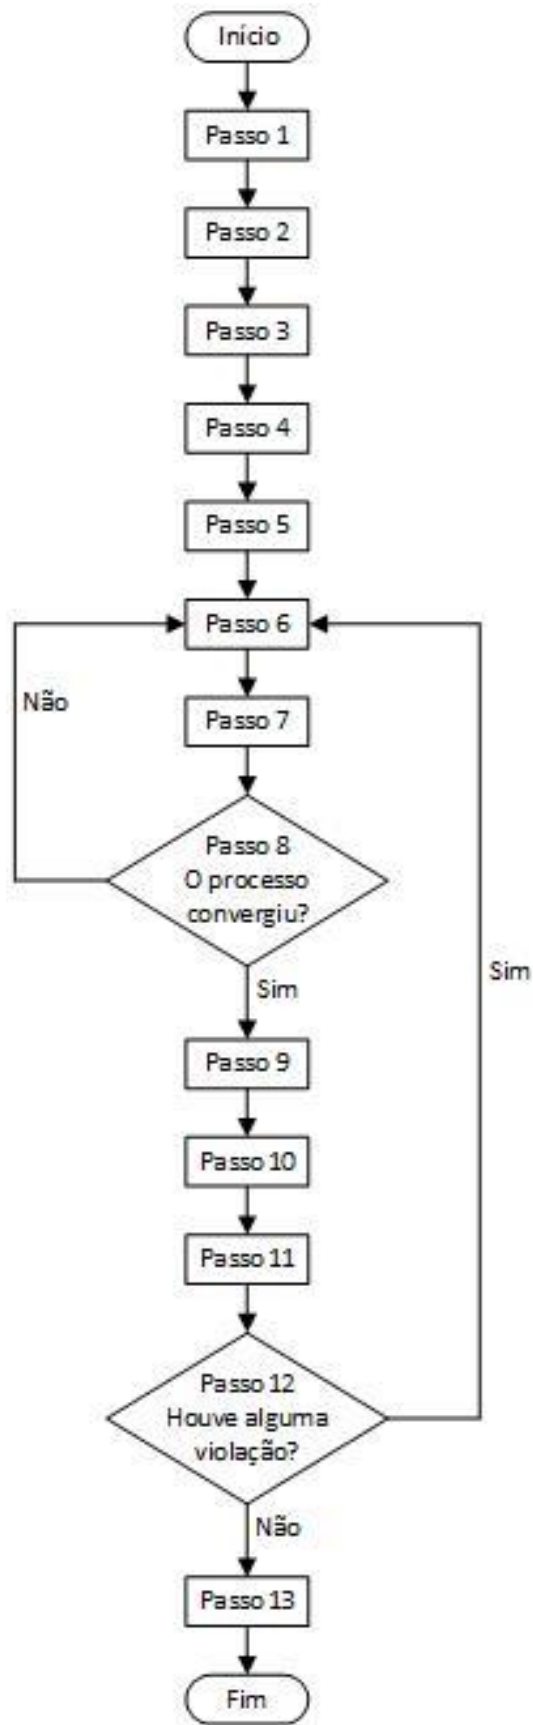 Início
Passo 1
Passo 2
Passo 3
Passo 4
Passo 5
Passo 6
Não
Passo 7
Passo 8
O processo
convergiu?
Sim
Sim
Passo 9
Passo 10
Passo 11
Passo 12
Houve alguma
violação?
Não
Passo 13
Fim